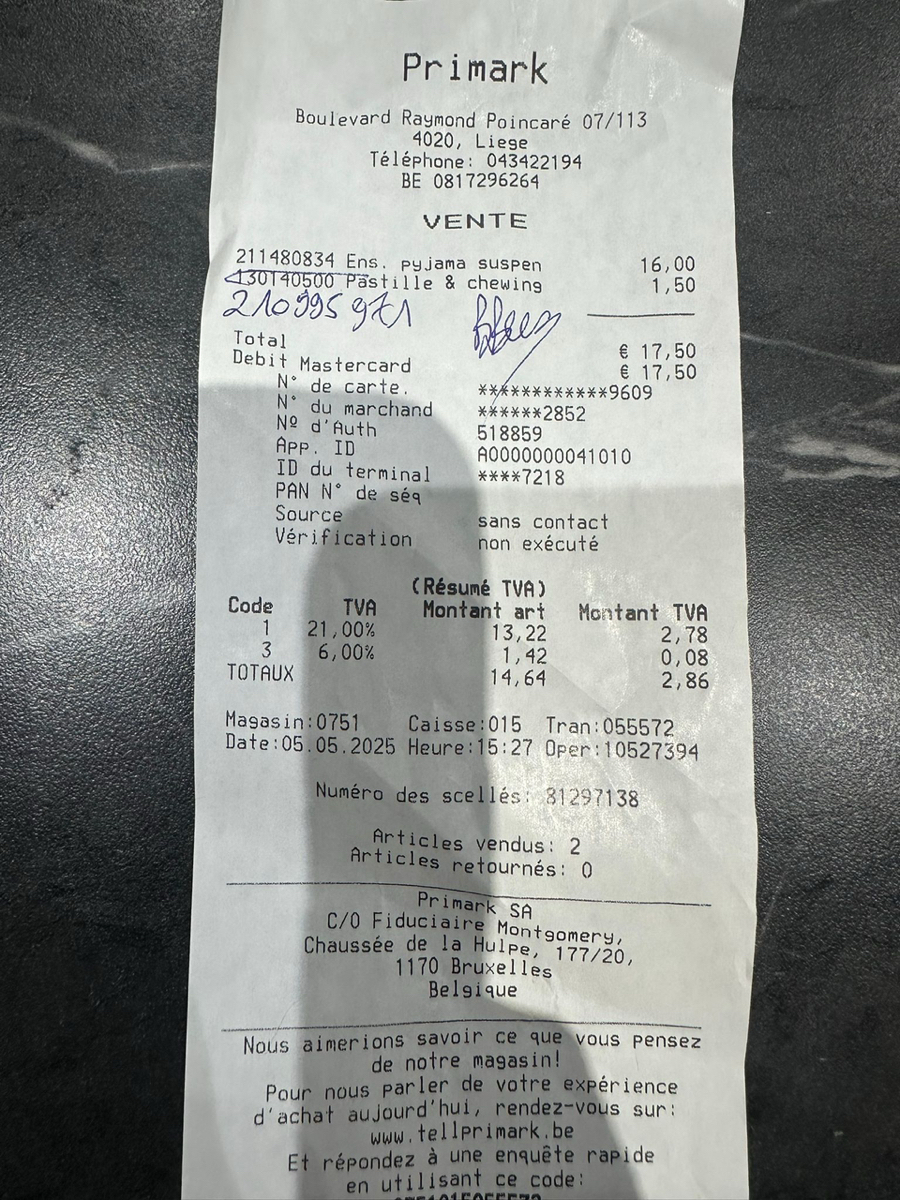 Primark
Boulevard Raymond Poincaré 07/113
4020, Liege
Téléphone: 043422194
BE 0817296264
VENTE
211480834 Ens. pyjama suspen 16,00
130140500 Pastille & chewing 1,50
210995971
Total € 17,50
Debit Mastercard € 17,50
N° de carte. ************9609
N° du marchand ******2852
Nº d'Auth 518859
App. ID A0000000041010
ID du terminal ****7218
PAN N° de séq
Source sans contact
Vérification non exécuté
(Résumé TVA)
Code TVA Montant art Montant TVA
1 21,00% 13,22 2,78
3 6,00% 1,42 0,08
TOTAUX 14,64 2,86
Magasin:0751 Caisse:015 Tran:055572
Date:05.05.2025 Heure:15:27 Oper:10527394
Numéro des scellés: 81297138
Articles vendus: 2
Articles retournés: 0
Primark SA
C/O Fiduciaire Montgomery,
Chaussée de la Hulpe, 177/20,
1170 Bruxelles
Belgique
Nous aimerions savoir ce que vous pensez
de notre magasin!
Pour nous parler de votre expérience
d'achat aujourd'hui, rendez-vous sur:
www.tellprimark.be
Et répondez à une enquête rapide
en utilisant ce code: